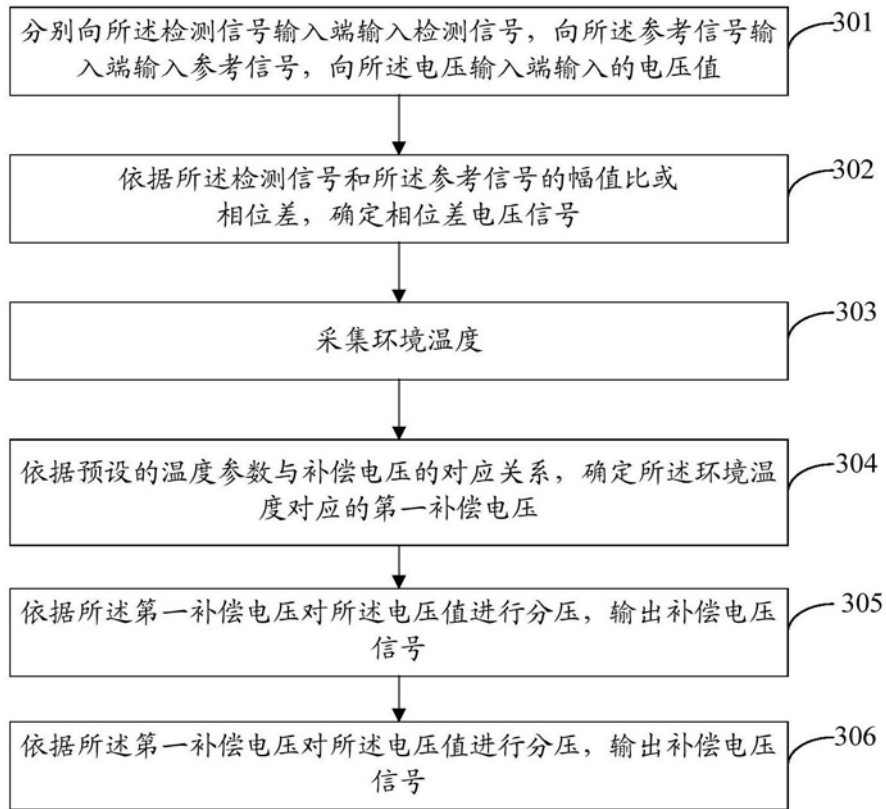 分别向所述检测信号输入端输入检测信号，向所述参考信号输
入端输入参考信号，向所述电压输入端输入的电压值
301
依据所述检测信号和所述参考信号的幅值比或
相位差，确定相位差电压信号
302
采集环境温度
303
依据预设的温度参数与补偿电压的对应关系，确定所述环境温
度对应的第一补偿电压
304
依据所述第一补偿电压对所述电压值进行分压，输出补偿电压
信号
305
依据所述第一补偿电压对所述电压值进行分压，输出补偿电压
信号
306